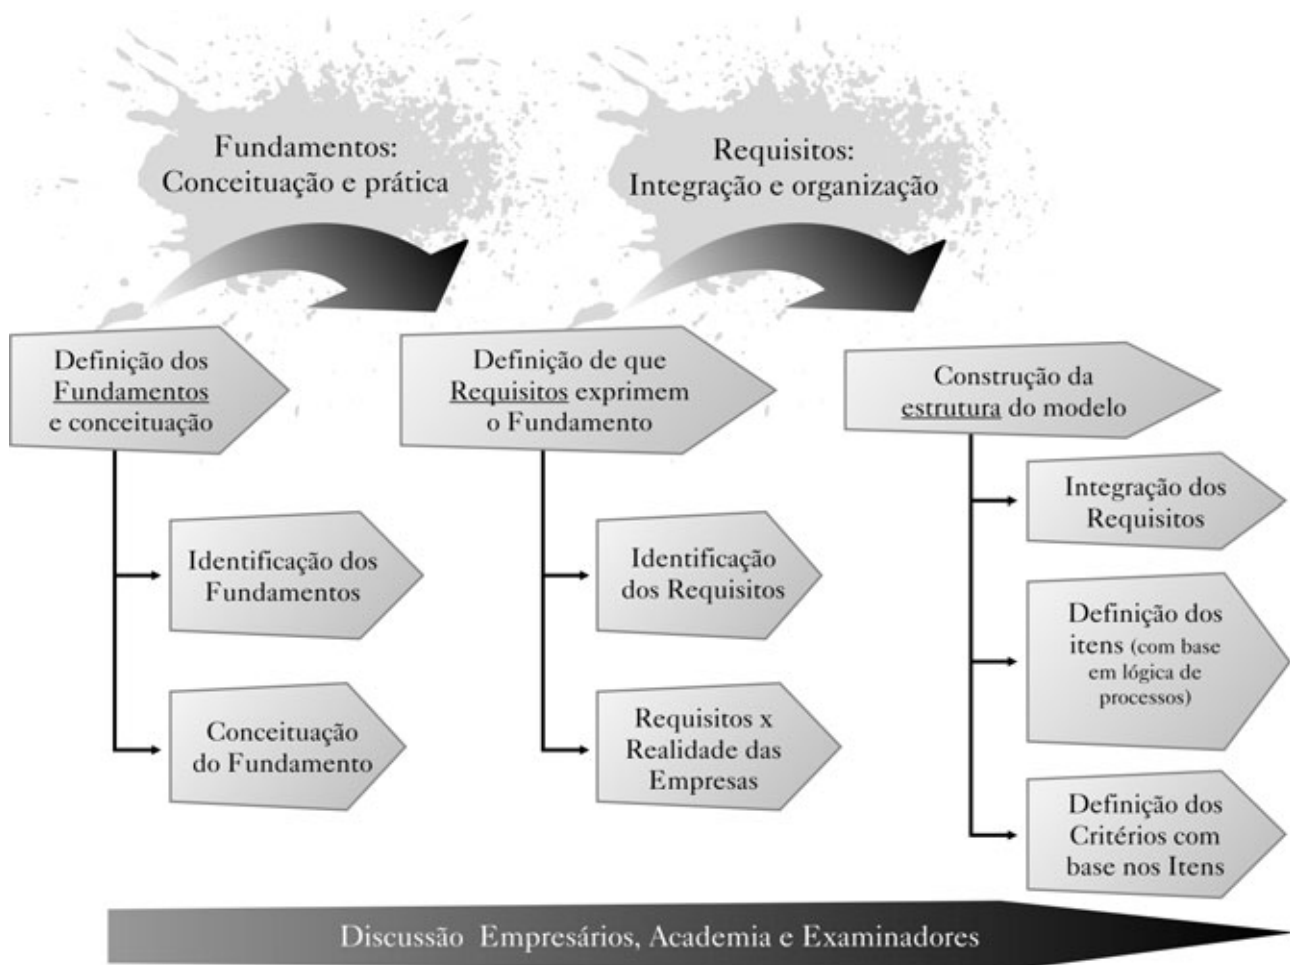 Fundamentos:
Conceituação e prática
Requisitos:
Integração e organização
Definição dos
Fundamentos
e conceituação
Identificação dos
Fundamentos
Conceituação
do Fundamento
Definição de que
Requisitos exprimem
o Fundamento
Identificação
dos Requisitos
Requisitos x
Realidade das
Empresas
Construção da
estrutura do modelo
Integração dos
Requisitos
Definição dos
itens (com base
em lógica de
processos)
Definição dos
Critérios com
base nos Itens
Discussão Empresários, Academia e Examinadores